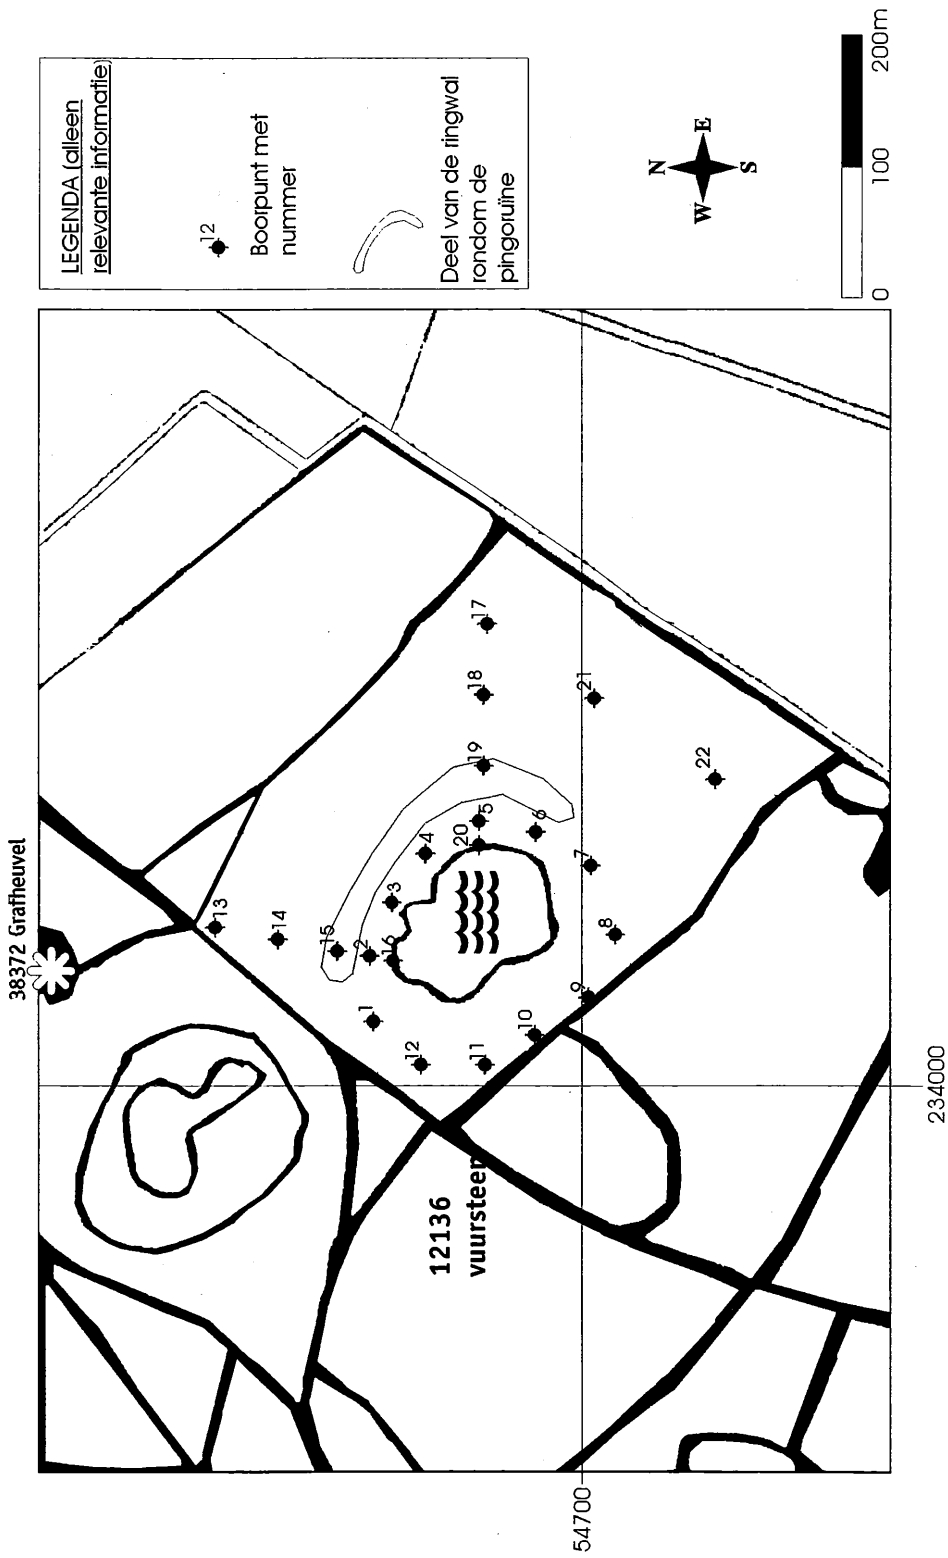 LEGENDA (alleen
relevante informatie)
12
Boorpunt met
nummer
Deel van de ringwal
rondom de
pingoruïne
N
W E
S
0 100 200m
38372 Grafheuvel
13
14
15
2
16
3
4
20
5
6
19
18
17
21
22
7
8
9
10
11
12
1
12136
vuursteen
54700
234000